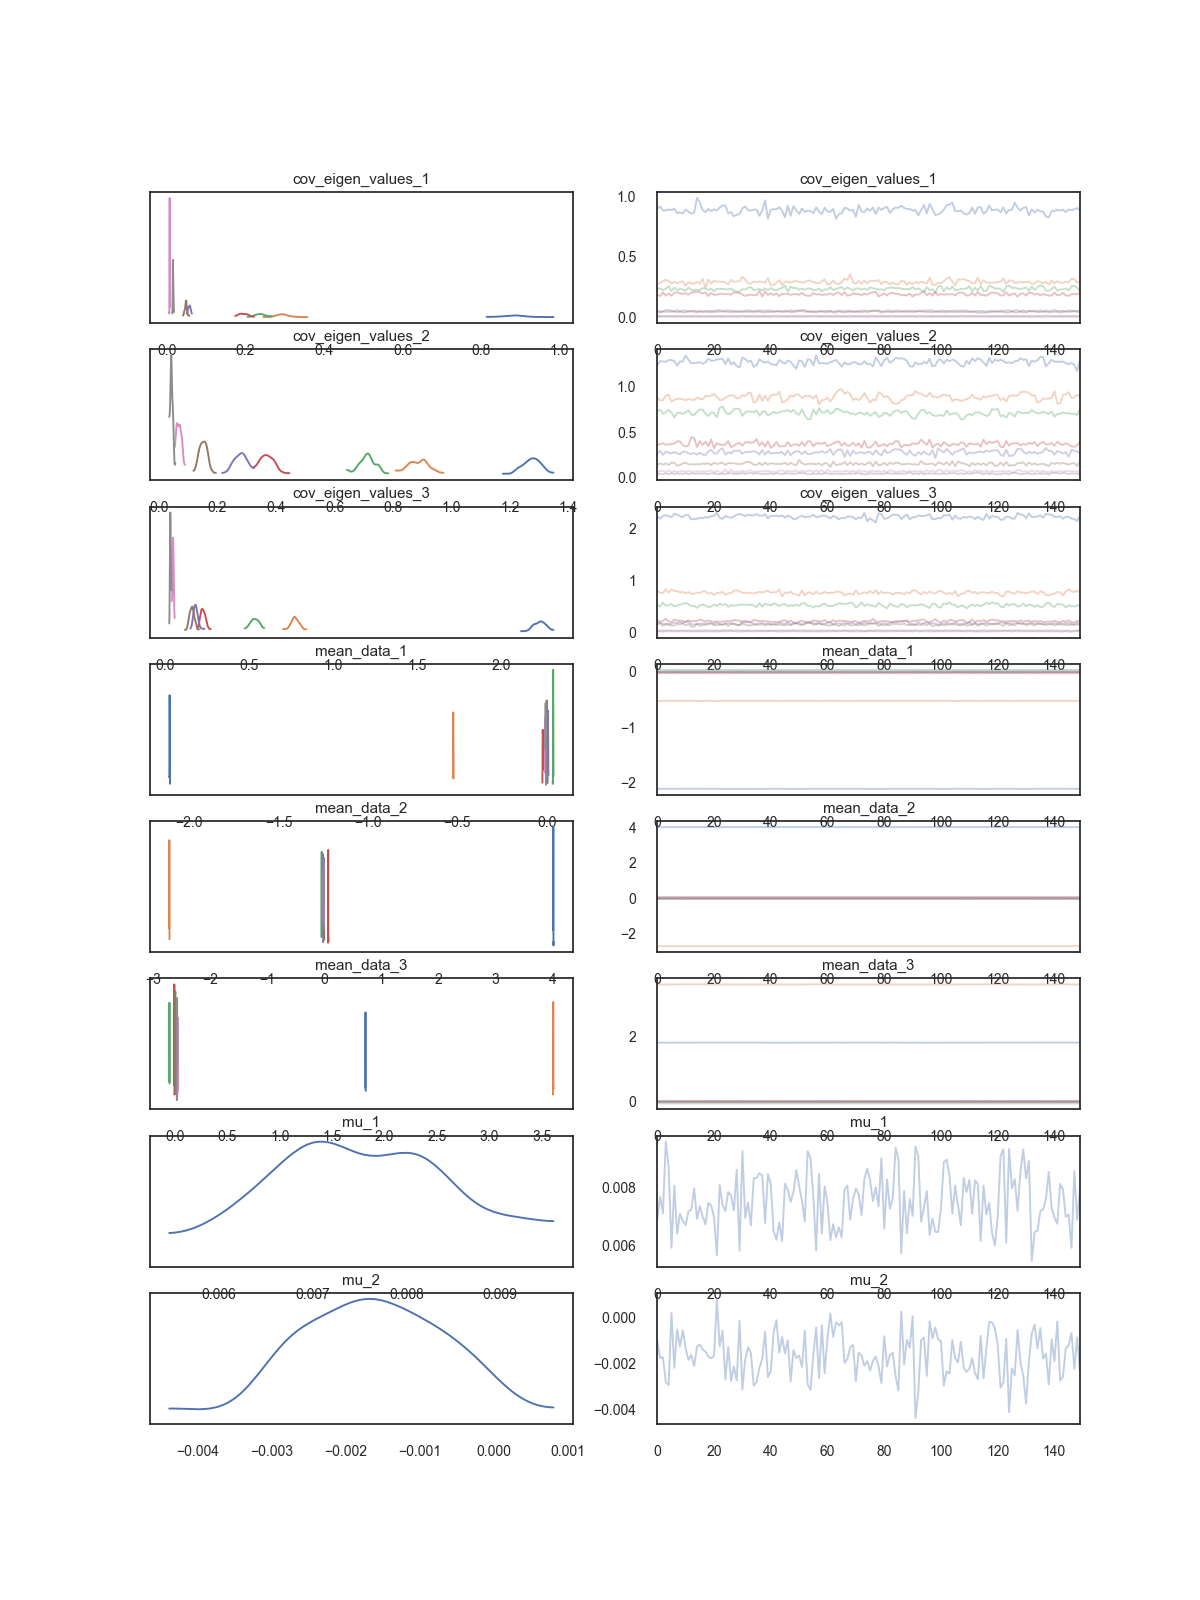 cov_eigen_values_1 cov_eigen_values_1
1.0
0.5
0.0
cov_eigen_values_2 cov_eigen_values_2
0.0 0.2 0.4 0.6 0.8 1.0 0 20 40 60 80 100 120 140
1.0
0.5
0.0
cov_eigen_values_3 cov_eigen_values_3
0.0 0.2 0.4 0.6 0.8 1.0 1.2 1.4 0 20 40 60 80 100 120 140
2
1
0
mean_data_1 mean_data_1
0.0 0.5 1.0 1.5 2.0 0 20 40 60 80 100 120 140
0
−1
−2
mean_data_2 mean_data_2
−2.0 −1.5 −1.0 −0.5 0.0 0 20 40 60 80 100 120 140
4
2
0
−2
mean_data_3 mean_data_3
−3 −2 −1 0 1 2 3 4 0 20 40 60 80 100 120 140
2
0
mu_1 mu_1
0.0 0.5 1.0 1.5 2.0 2.5 3.0 3.5 0 20 40 60 80 100 120 140
0.008
0.006
mu_2 mu_2
0.006 0.007 0.008 0.009 0 20 40 60 80 100 120 140
0.000
−0.002
−0.004
−0.004 −0.003 −0.002 −0.001 0.000 0.001 0 20 40 60 80 100 120 140